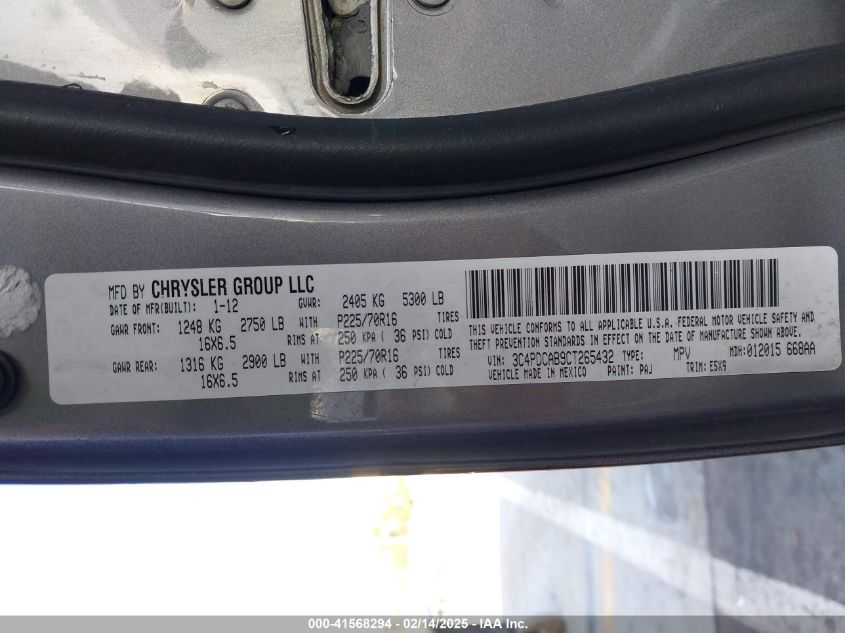 MFD BY CHRYSLER GROUP LLC
DATE OF MFR(BUILT): 1-12 GVWR: 2405 KG 5300 LB
GAWR FRONT: 1248 KG 2750 LB WITH P225/70R16 TIRES
16X6.5 RIMS AT 250 KPA ( 36 PSI) COLD
GAWR REAR: 1316 KG 2900 LB WITH P225/70R16 TIRES
16X6.5 RIMS AT 250 KPA ( 36 PSI) COLD
THIS VEHICLE CONFORMS TO ALL APPLICABLE U.S.A. FEDERAL MOTOR VEHICLE SAFETY AND
THEFT PREVENTION STANDARDS IN EFFECT ON THE DATE OF MANUFACTURE SHOWN ABOVE.
VIN: 3C4PDCAB9CT265432 TYPE: MPV MDH: 012015 668AA
VEHICLE MADE IN MEXICO PAINT: PAJ TRIM: E5X9
000-41568294 - 02/14/2025 - IAAI.COM